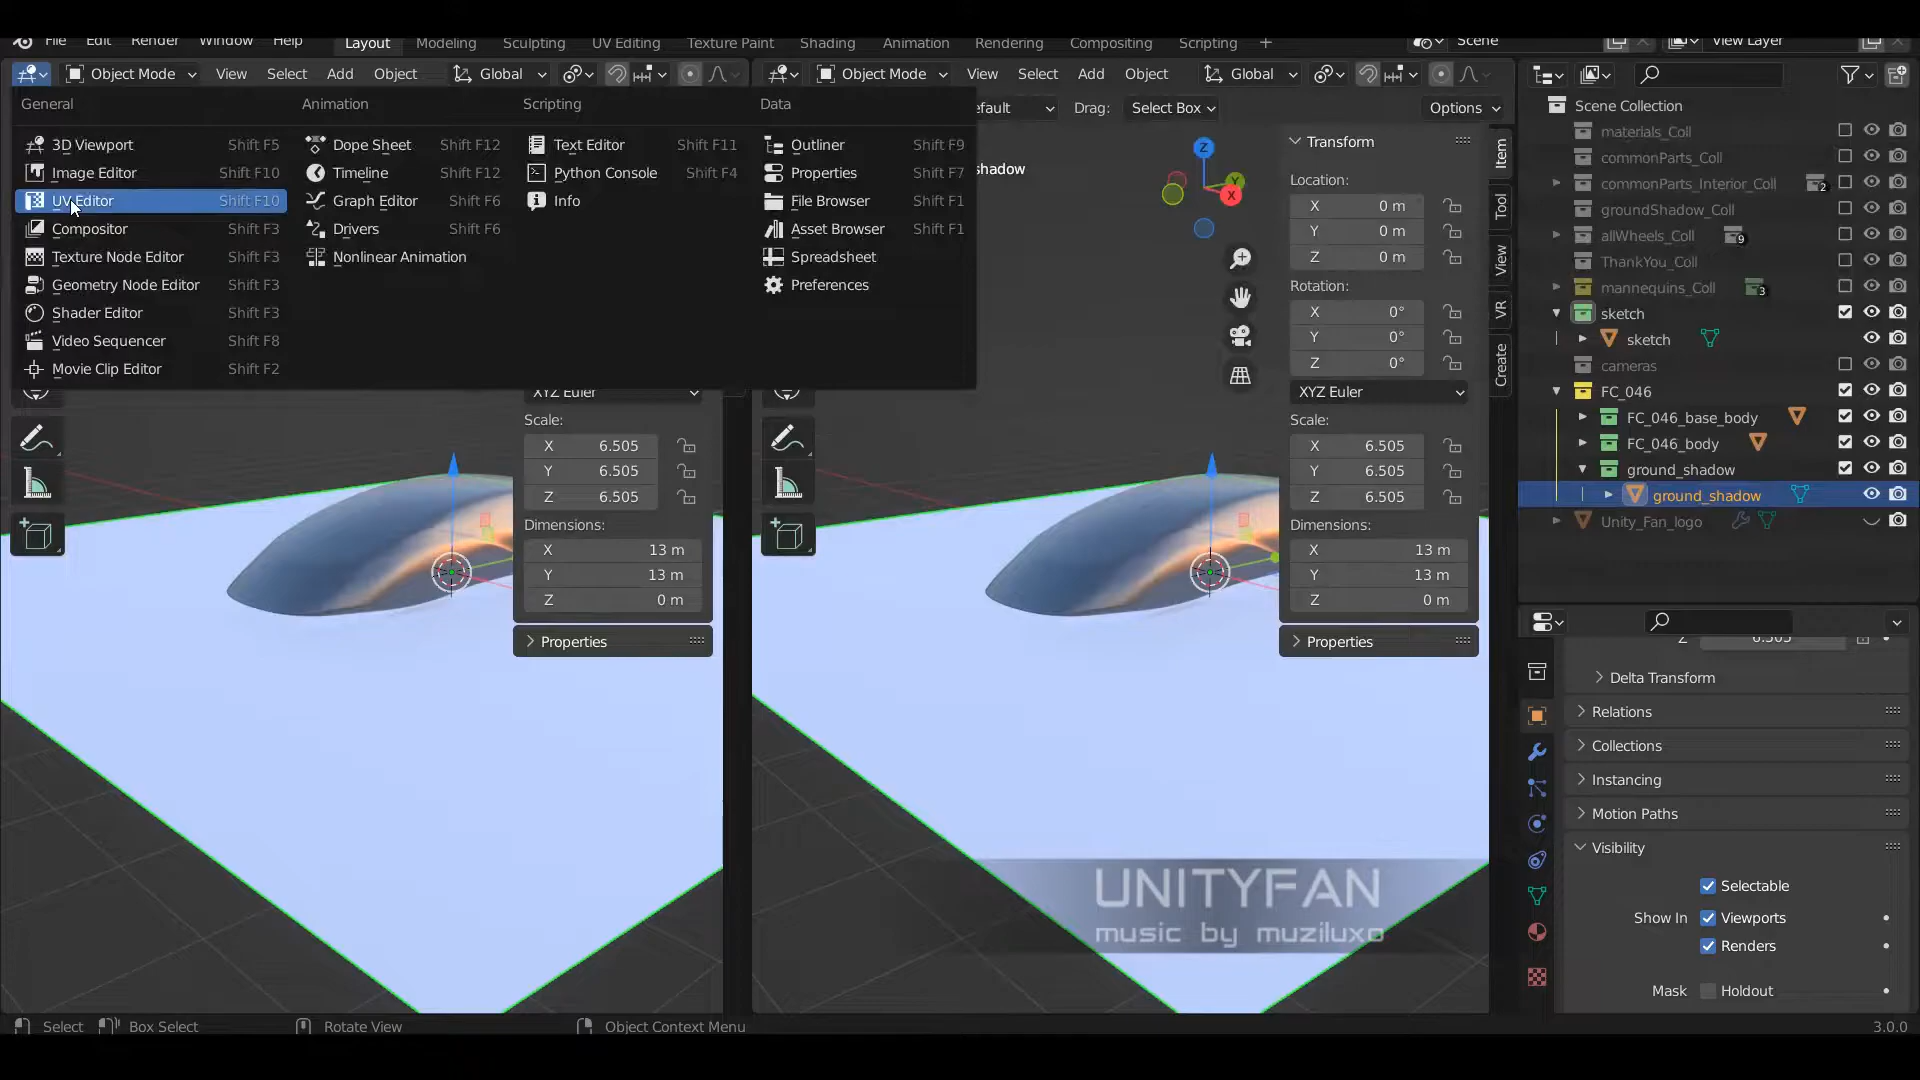 File Edit Render Window Help Layout Modeling Sculpting UV Editing Texture Paint Shading Animation Rendering Compositing Scripting + Scene View Layer
Object Mode View Select Add Object Global Object Mode View Select Add Object Global
General Animation Scripting Data efault Drag: Select Box Options
3D Viewport Shift F5
Image Editor Shift F10
UV Editor Shift F10
Compositor Shift F3
Texture Node Editor Shift F3
Geometry Node Editor Shift F3
Shader Editor Shift F3
Video Sequencer Shift F8
Movie Clip Editor Shift F2
Dope Sheet Shift F12
Timeline Shift F12
Graph Editor Shift F6
Drivers Shift F6
Nonlinear Animation
Text Editor Shift F11
Python Console Shift F4
Info
Outliner Shift F9
Properties Shift F7
File Browser Shift F1
Asset Browser Shift F1
Spreadsheet
Preferences
shadow
Z
Y
X
XYZ Euler
Scale:
X 6.505
Y 6.505
Z 6.505
Dimensions:
X 13 m
Y 13 m
Z 0 m
Properties
Transform
Location:
X 0 m
Y 0 m
Z 0 m
Rotation:
X 0°
Y 0°
Z 0°
XYZ Euler
Scale:
X 6.505
Y 6.505
Z 6.505
Dimensions:
X 13 m
Y 13 m
Z 0 m
Properties
Item
Tool
View
VR
Create
Scene Collection
materials_Coll
commonParts_Coll
commonParts_Interior_Coll 2
groundShadow_Coll
allWheels_Coll 9
ThankYou_Coll
mannequins_Coll 3
sketch
sketch
cameras
FC_046
FC_046_base_body
FC_046_body
ground_shadow
ground_shadow
Unity_Fan_logo
Z 6.505
Delta Transform
Relations
Collections
Instancing
Motion Paths
Visibility
Selectable
Show In Viewports
Renders
Mask Holdout
UNITYFAN
music by muziluxo
Select Box Select Rotate View Object Context Menu 3.0.0